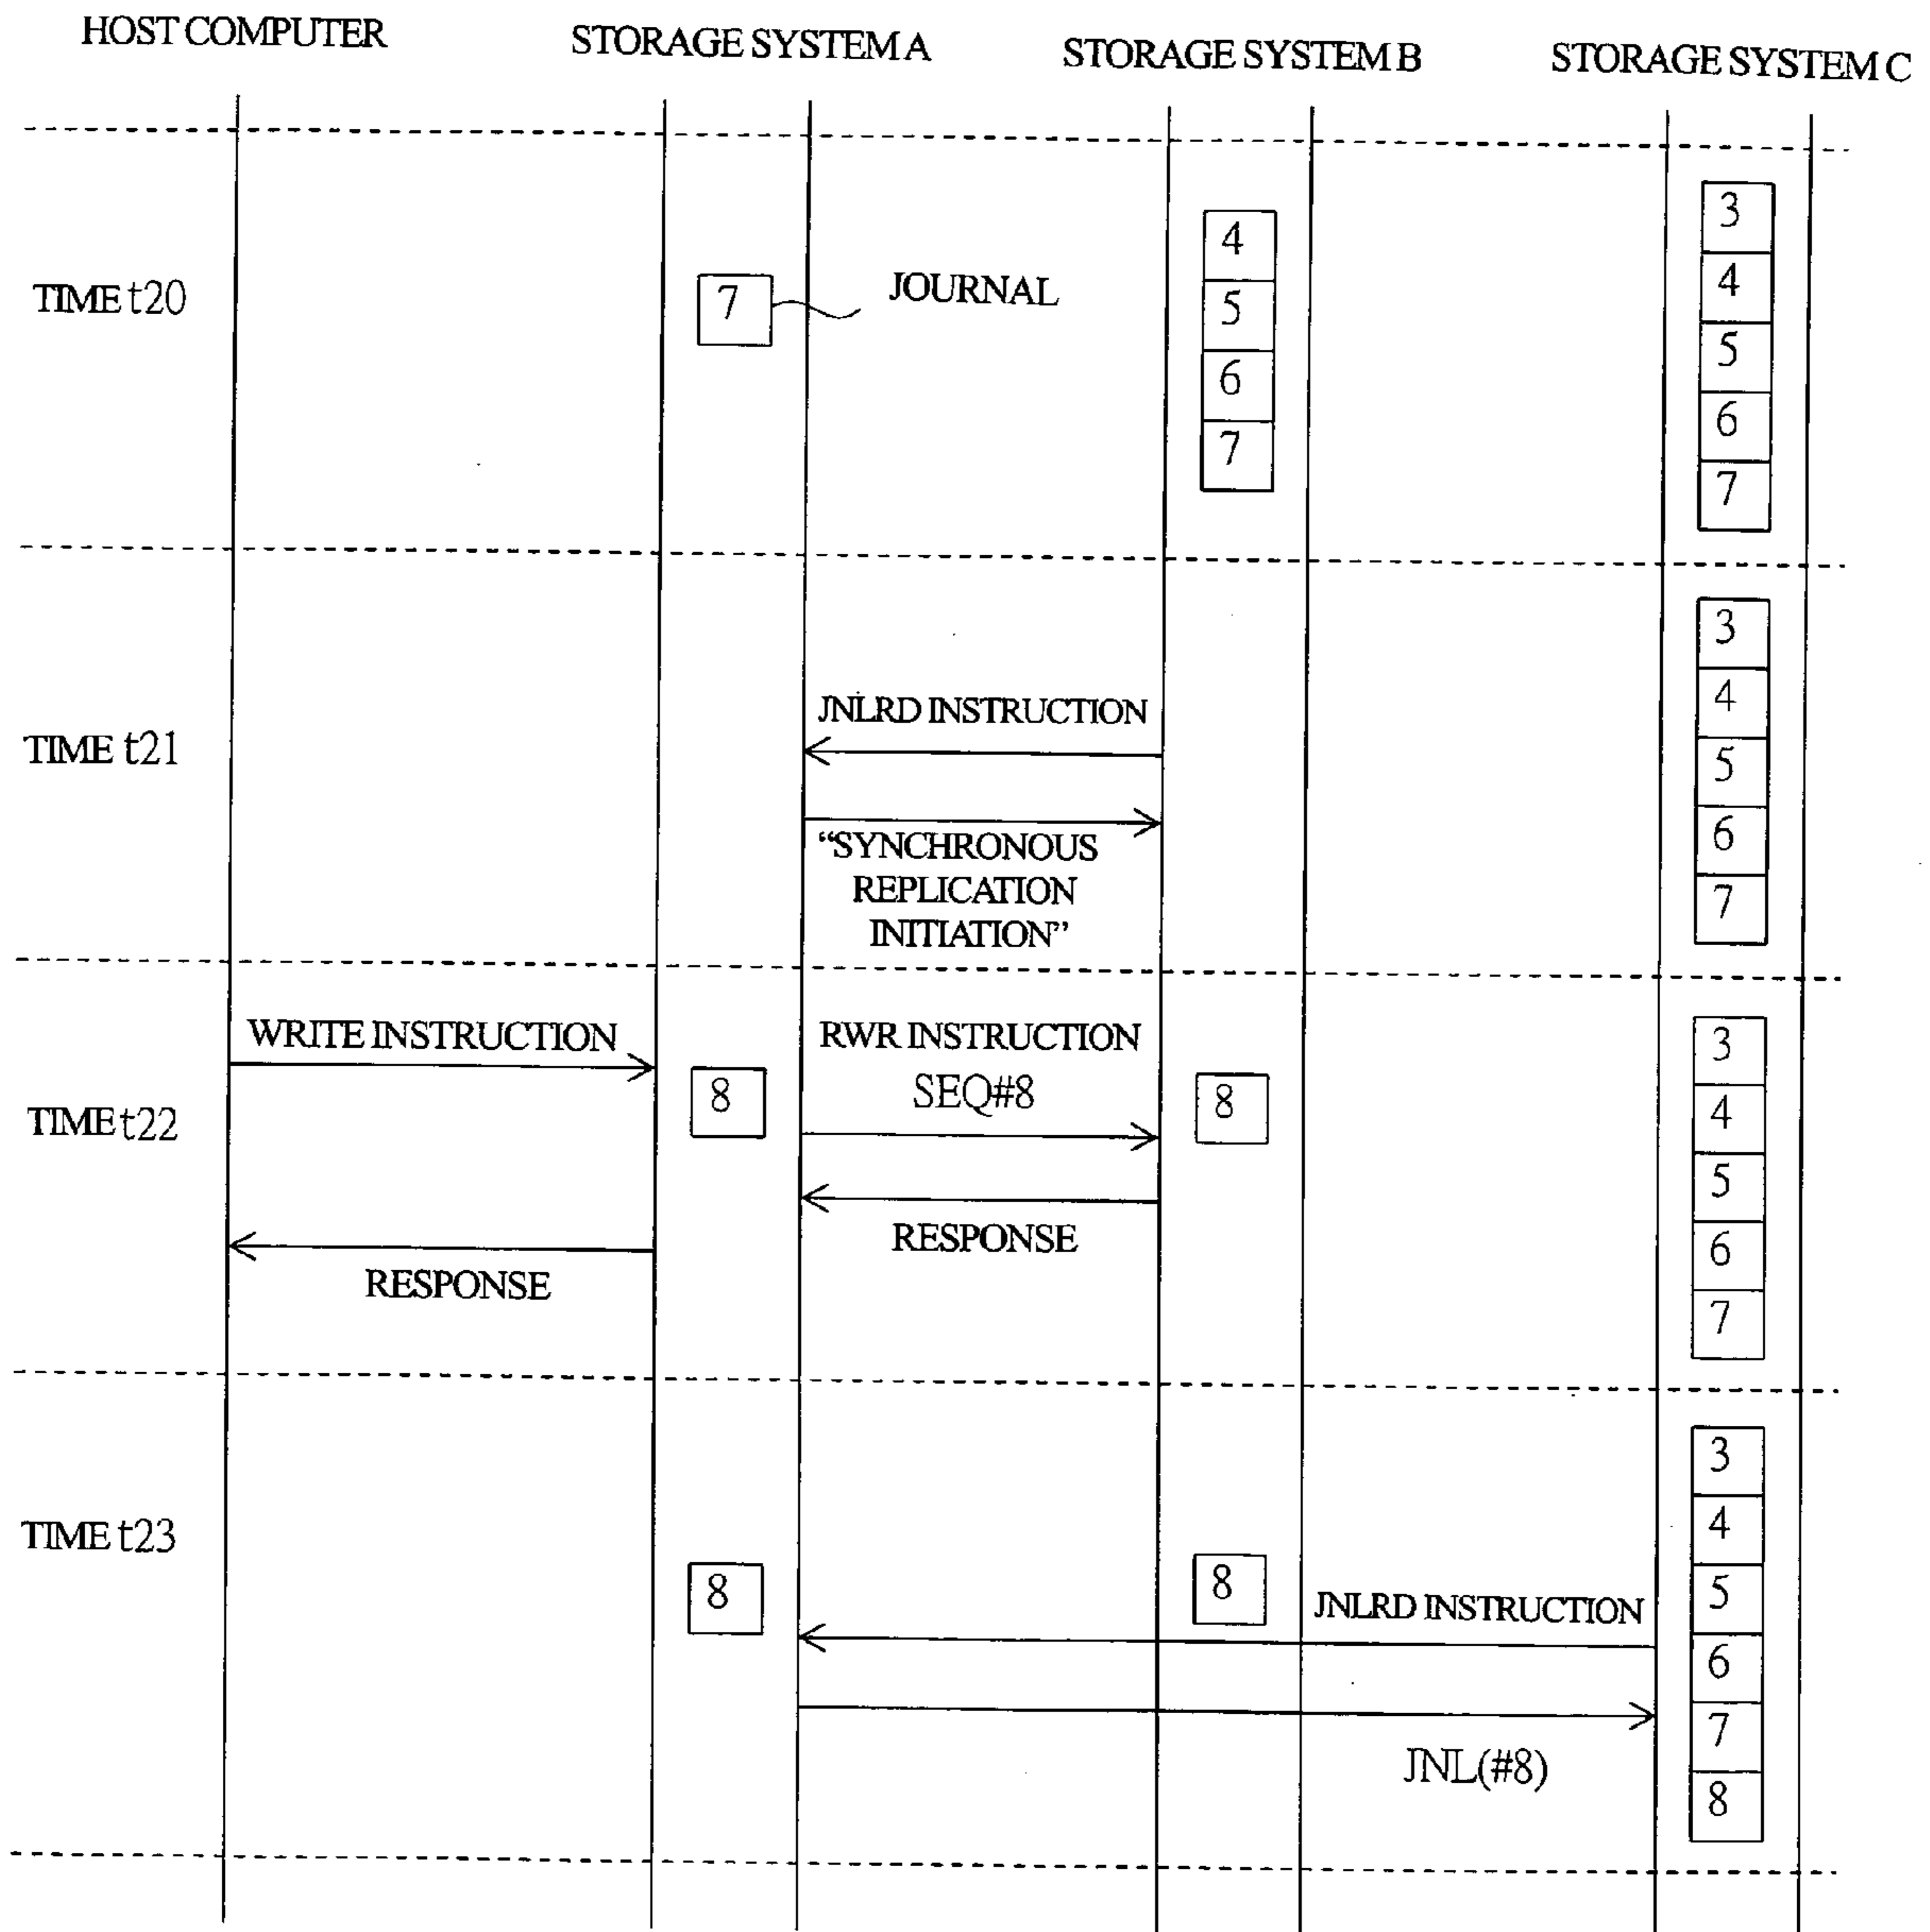 HOST COMPUTER
STORAGE SYSTEM A
STORAGE SYSTEM B
STORAGE SYSTEM C
TIME t20
7
JOURNAL
4
5
6
7
3
4
5
6
7
TIME t21
JNLRD INSTRUCTION
“SYNCHRONOUS
REPLICATION
INITIATION”
3
4
5
6
7
TIME t22
WRITE INSTRUCTION
8
RWR INSTRUCTION
SEQ#8
8
RESPONSE
RESPONSE
3
4
5
6
7
TIME t23
8
8
JNLRD INSTRUCTION
JNL(#8)
3
4
5
6
7
8